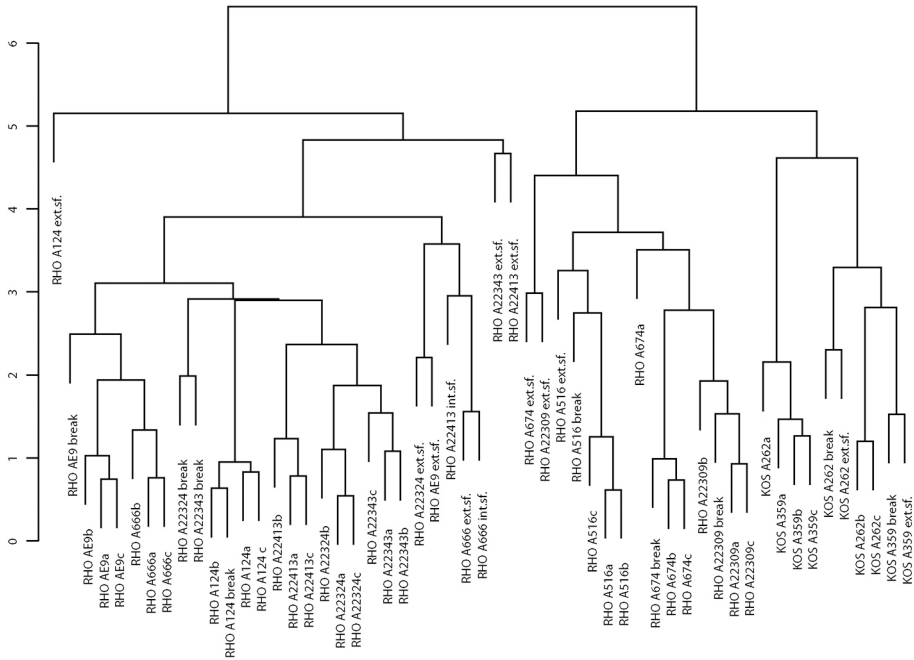 6
5
4
3
2
1
0
RHO A124 ext.sf.
RHO AE9 break
RHO AE9b
RHO AE9a
RHO AE9c
RHO A666b
RHO A666a
RHO A666c
RHO A22324 break
RHO A22343 break
RHO A124b
RHO A124 break
RHO A124a
RHO A124 c
RHO A22413b
RHO A22413a
RHO A22413c
RHO A22324b
RHO A22324a
RHO A22324c
RHO A22343c
RHO A22343a
RHO A22343b
RHO A22324 ext.sf.
RHO AE9 ext.sf.
RHO A22413 int.sf.
RHO A666 ext.sf.
RHO A666 int.sf.
RHO A22343 ext.sf.
RHO A22413 ext.sf.
RHO A674 ext.sf.
RHO A22309 ext.sf.
RHO A516 ext.sf.
RHO A516 break
RHO A516c
RHO A516a
RHO A516b
RHO A674a
RHO A674 break
RHO A674b
RHO A674c
RHO A22309b
RHO A22309 break
RHO A22309a
RHO A22309c
KOS A262a
KOS A359a
KOS A359b
KOS A359c
KOS A262 break
KOS A262 ext.sf.
KOS A262b
KOS A262c
KOS A359 break
KOS A359 ext.sf.